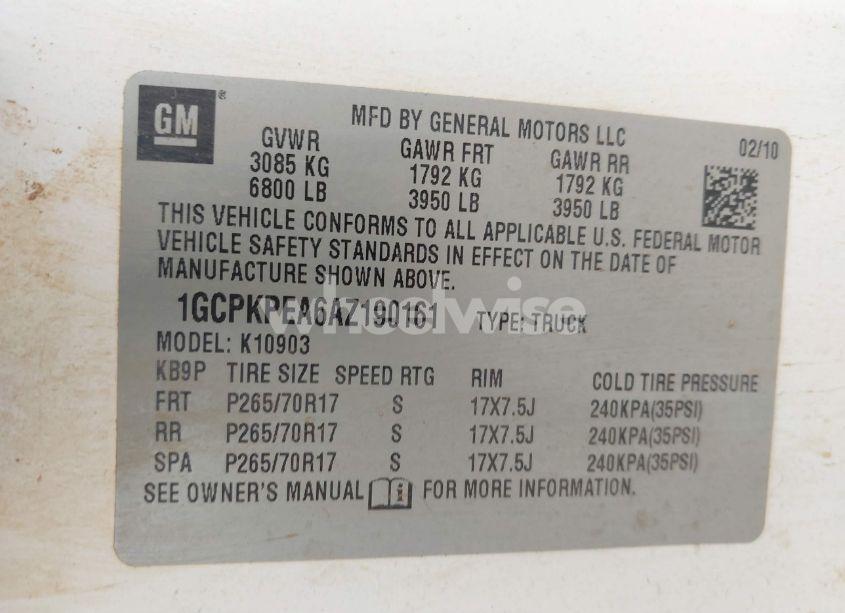 GM®
MFD BY GENERAL MOTORS LLC
02/10
GVWR GAWR FRT GAWR RR
3085 KG 1792 KG 1792 KG
6800 LB 3950 LB 3950 LB
THIS VEHICLE CONFORMS TO ALL APPLICABLE U.S. FEDERAL MOTOR
VEHICLE SAFETY STANDARDS IN EFFECT ON THE DATE OF
MANUFACTURE SHOWN ABOVE.
1GCPKPEA6AZ190161 TYPE: TRUCK
wheelwise
MODEL: K10903
KB9P TIRE SIZE SPEED RTG RIM COLD TIRE PRESSURE
FRT P265/70R17 S 17X7.5J 240KPA(35PSI)
RR P265/70R17 S 17X7.5J 240KPA(35PSI)
SPA P265/70R17 S 17X7.5J 240KPA(35PSI)
SEE OWNER'S MANUAL i FOR MORE INFORMATION.